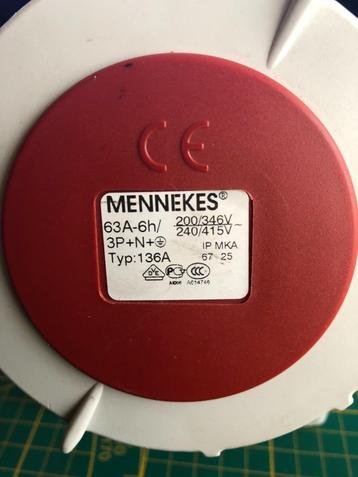 CE
MENNEKES®
63A-6h/ 200/346V~
3P+N+⏚ 240/415V
IP MKA
Typ:136A 67 25